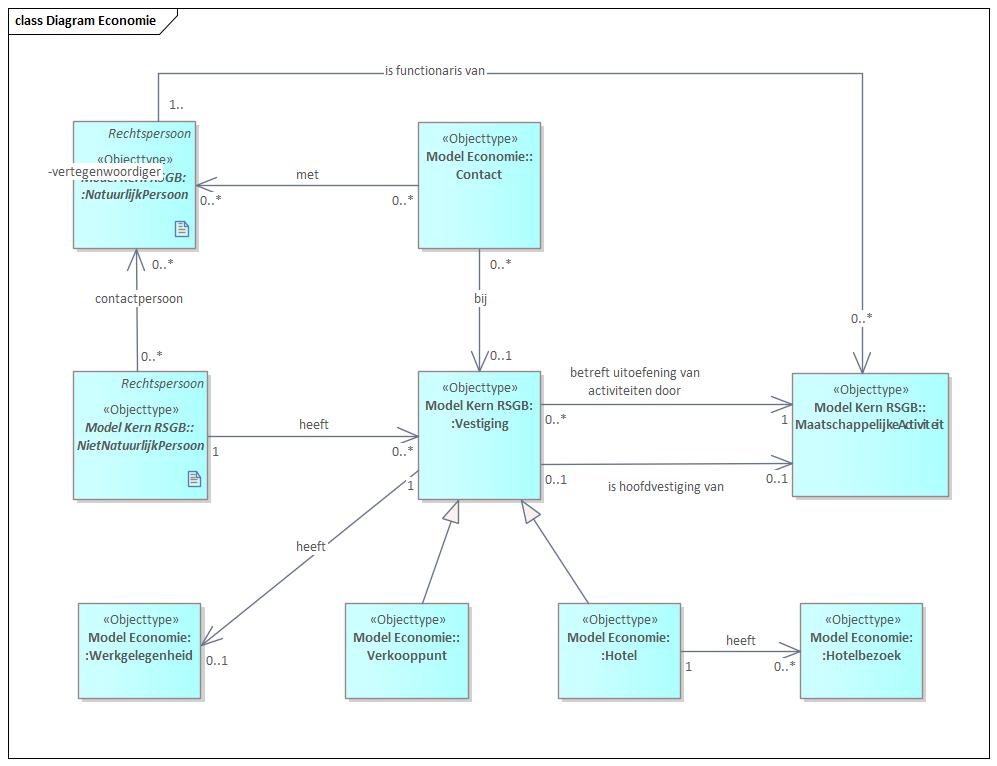 class Diagram Economie
is functionaris van
1..
Rechtspersoon
«Objecttype»
-vertegenwoordiger
Model Kern RSGB:
:NatuurlijkPersoon
0..*
met
0..*
«Objecttype»
Model Economie::
Contact
0..*
contactpersoon
0..*
0..*
bij
0..1
0..*
Rechtspersoon
«Objecttype»
Model Kern RSGB::
NietNatuurlijkPersoon
heeft
1
0..*
«Objecttype»
Model Kern RSGB:
:Vestiging
betreft uitoefening van
activiteiten door
0..*
1
0..1
is hoofdvestiging van
0..1
«Objecttype»
Model Kern RSGB::
MaatschappelijkeActiviteit
1
heeft
0..1
«Objecttype»
Model Economie:
:Werkgelegenheid
«Objecttype»
Model Economie::
Verkooppunt
«Objecttype»
Model Economie:
:Hotel
heeft
1
0..*
«Objecttype»
Model Economie:
:Hotelbezoek